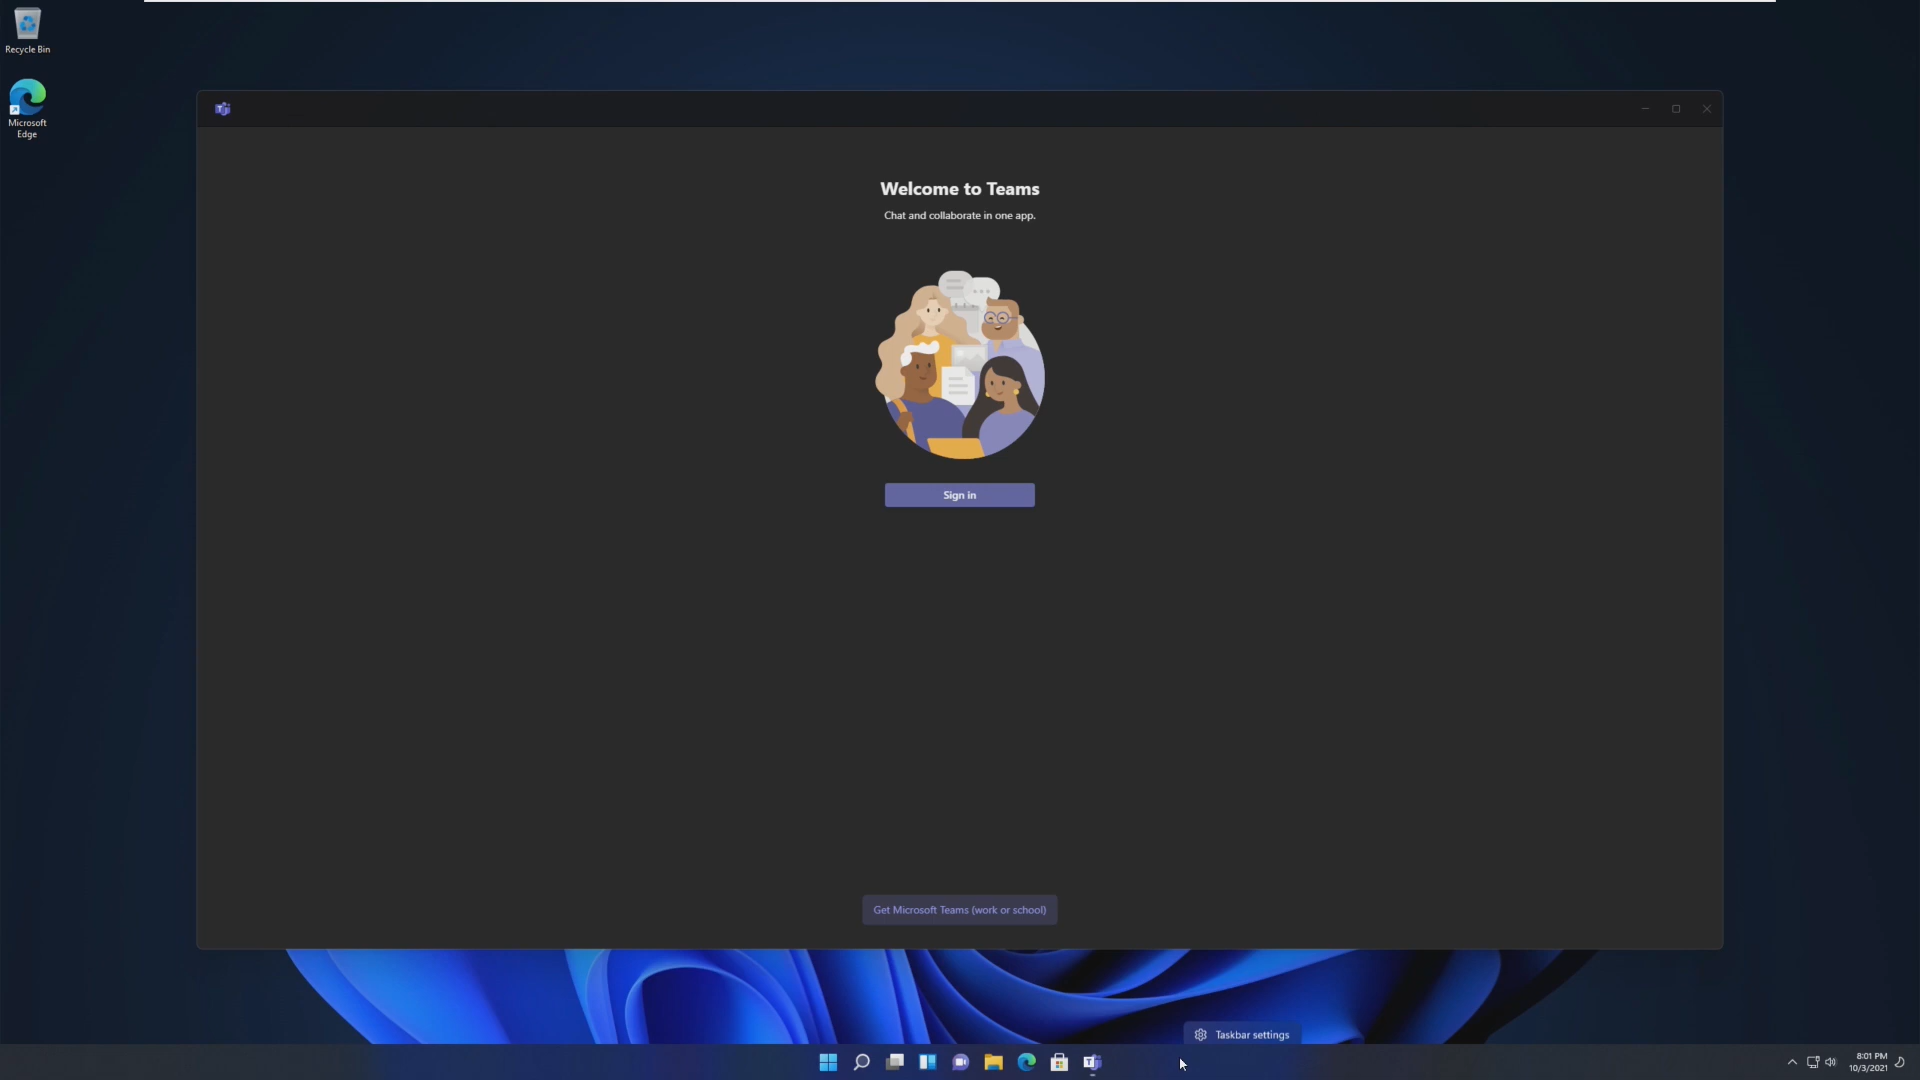 Recycle Bin
Microsoft
Edge
Welcome to Teams
Chat and collaborate in one app.
Sign in
Get Microsoft Teams (work or school)
Taskbar settings
8:01 PM
10/3/2021